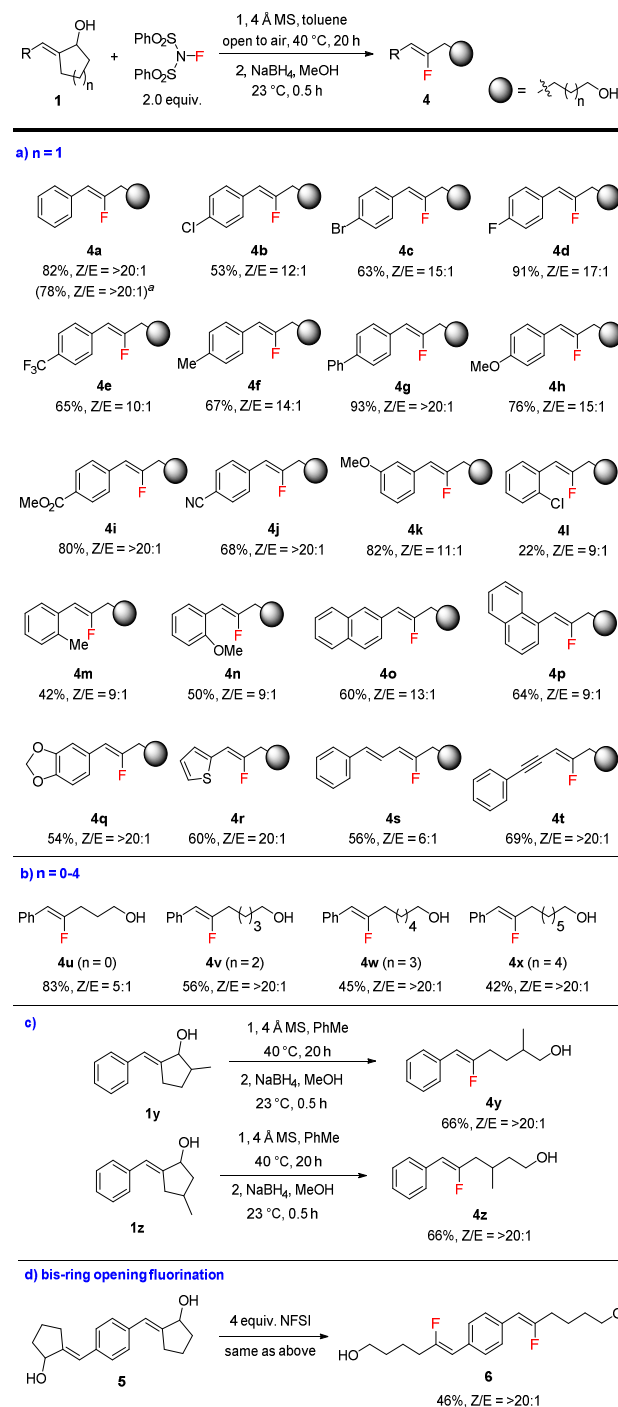 OH
PhO2S
1, 4 Å MS, toluene
open to air, 40 °C, 20 h
R
+
N–F
R
F
= OH
n
PhO2S
2, NaBH4, MeOH
n
1
2.0 equiv.
23 °C, 0.5 h
4
a) n = 1
F
Cl
F
Br
F
F
F
4a
4b
4c
4d
82%, Z/E = >20:1
53%, Z/E = 12:1
63%, Z/E = 15:1
91%, Z/E = 17:1
(78%, Z/E = >20:1)a
F3C
F
Me
F
Ph
F
MeO
F
4e
4f
4g
4h
65%, Z/E = 10:1
67%, Z/E = 14:1
93%, Z/E = >20:1
76%, Z/E = 15:1
MeO2C
F
NC
F
MeO
F
F
Cl
4i
4j
4k
4l
80%, Z/E = >20:1
68%, Z/E = >20:1
82%, Z/E = 11:1
22%, Z/E = 9:1
F
Me
F
OMe
F
F
4m
4n
4o
4p
42%, Z/E = 9:1
50%, Z/E = 9:1
60%, Z/E = 13:1
64%, Z/E = 9:1
O
O
F
S
F
F
F
4q
4r
4s
4t
54%, Z/E = >20:1
60%, Z/E = 20:1
56%, Z/E = 6:1
69%, Z/E = >20:1
b) n = 0-4
Ph
F
OH
Ph
F
3
OH
Ph
F
4
OH
Ph
F
5
OH
4u (n = 0)
4v (n = 2)
4w (n = 3)
4x (n = 4)
83%, Z/E = 5:1
56%, Z/E = >20:1
45%, Z/E = >20:1
42%, Z/E = >20:1
c)
OH
1, 4 Å MS, PhMe
40 °C, 20 h
2, NaBH4, MeOH
23 °C, 0.5 h
F
OH
1y
4y
66%, Z/E = >20:1
OH
1, 4 Å MS, PhMe
40 °C, 20 h
2, NaBH4, MeOH
23 °C, 0.5 h
F
OH
1z
4z
66%, Z/E = >20:1
d) bis-ring opening fluorination
OH
4 equiv. NFSI
same as above
F
F
HO
HO
5
6
46%, Z/E = >20:1